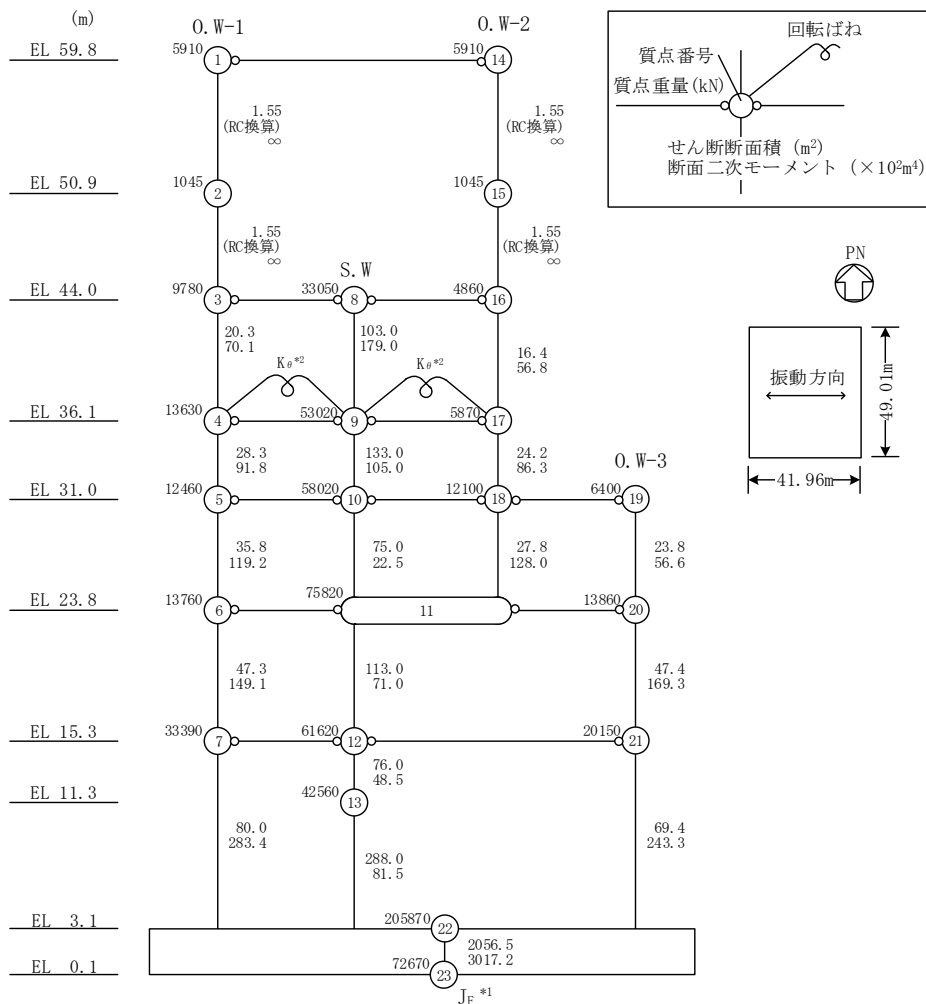 (m)
O.W-1
O.W-2
EL 59.8
5910
1
5910
14
1.55
(RC換算)
∞
1.55
(RC換算)
∞
EL 50.9
1045
2
1045
15
1.55
(RC換算)
∞
1.55
(RC換算)
∞
S.W
EL 44.0
9780
3
33050
8
4860
16
20.3
70.1
103.0
179.0
16.4
56.8
Kθ*2
Kθ*2
EL 36.1
13630
4
53020
9
5870
17
28.3
91.8
133.0
105.0
24.2
86.3
O.W-3
EL 31.0
12460
5
58020
10
12100
18
6400
19
35.8
119.2
75.0
22.5
27.8
128.0
23.8
56.6
EL 23.8
13760
6
75820
11
13860
20
47.3
149.1
113.0
71.0
47.4
169.3
EL 15.3
33390
7
61620
12
20150
21
76.0
48.5
EL 11.3
42560
13
80.0
283.4
288.0
81.5
69.4
243.3
EL 3.1
205870
22
2056.5
3017.2
EL 0.1
72670
23
JE *1
回転ばね
質点番号
質点重量(kN)
せん断断面積 (m²)
断面二次モーメント (×10²m⁴)
PN
振動方向
49.01m
41.96m